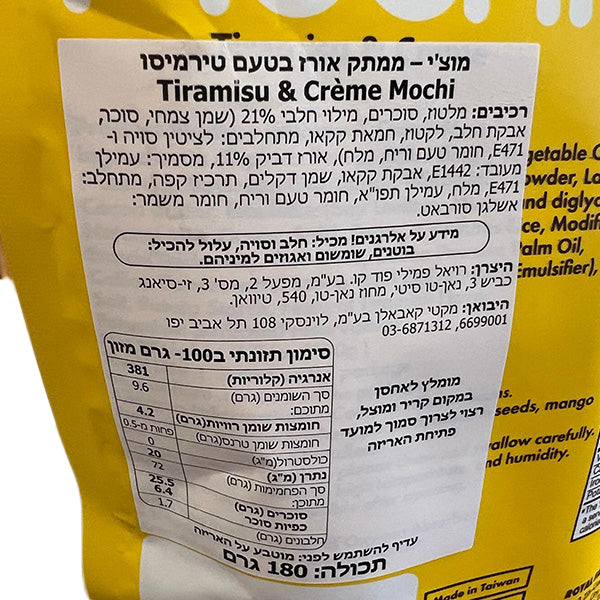 מוצ'י – ממתק אורז בטעם טירמיסו
Tiramisu & Crème Mochi
רכיבים: מלטוז, סוכרים, מילוי חלבי 21% (שמן צמחי, סוכר,
אבקת חלב, לקטוז, חמאת קקאו, מתחלבים: לציטין סויה ו-
E471, חומר טעם וריח, מלח), אורז דביק 11%, מסמיך: עמילן
מעובד: E1442, אבקת קקאו, שמן דקלים, תרכיז קפה, מתחלב:
E471, מלח, עמילן תפו"א, חומר טעם וריח, חומר משמר:
אשלגן סורבאט.
מידע על אלרגנים! מכיל: חלב וסויה, עלול להכיל:
בוטנים, שומשום ואגוזים למיניהם.
היצרן: רויאל פמילי פוד קו. בע"מ, מפעל 2, מס' 3, זי-סיאנג
כביש 3, נאן-טו סיטי, מחוז נאן-טו, 540, טיוואן.
היבואן: מקטי קאבאלן בע"מ, לוינסקי 108 תל אביב יפו
6699001, 03-6871312
סימון תזונתי ב100- גרם מזון
אנרגיה (קלוריות) 381
סך השומנים (גרם) 9.6
מתוכם:
חומצות שומן רוויות(גרם) 4.2
חומצות שומן טרנס(גרם) פחות מ-0.5
כולסטרול(מ"ג) 0
נתרן (מ"ג) 20
סך הפחמימות (גרם) 72
מתוכן:
סוכרים (גרם) 25.5
כפיות סוכר 6.4
חלבונים (גרם) 1.7
מומלץ לאחסן
במקום קריר ומוצל,
רצוי לצרוך סמוך למועד
פתיחת האריזה
עדיף להשתמש לפני: מוטבע על האריזה
תכולה: 180 גרם
getable
owder, La
nd diglyc
ce, Modif
Palm Oil,
Emulsifier),
seeds, mango
allow carefully.
nd humidity.
Made in Taiwan